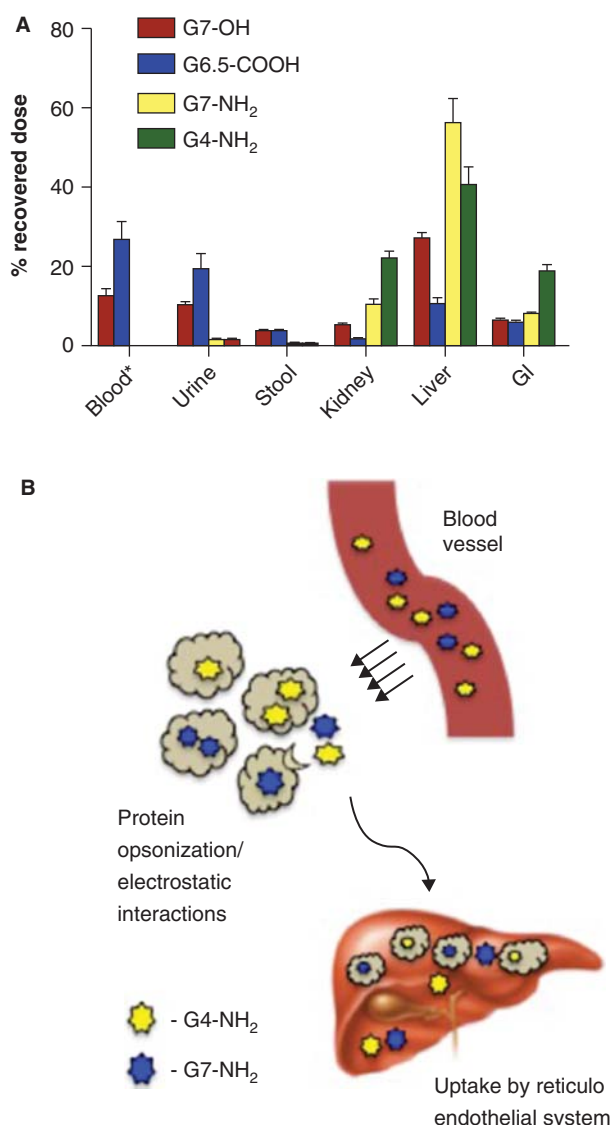 A
80
60
40
20
0
% recovered dose
G7-OH
G6.5-COOH
G7-NH₂
G4-NH₂
Blood*
Urine
Stool
Kidney
Liver
GI
B
Blood
vessel
Protein
opsonization/
electrostatic
interactions
- G4-NH₂
- G7-NH₂
Uptake by reticulo
endothelial system